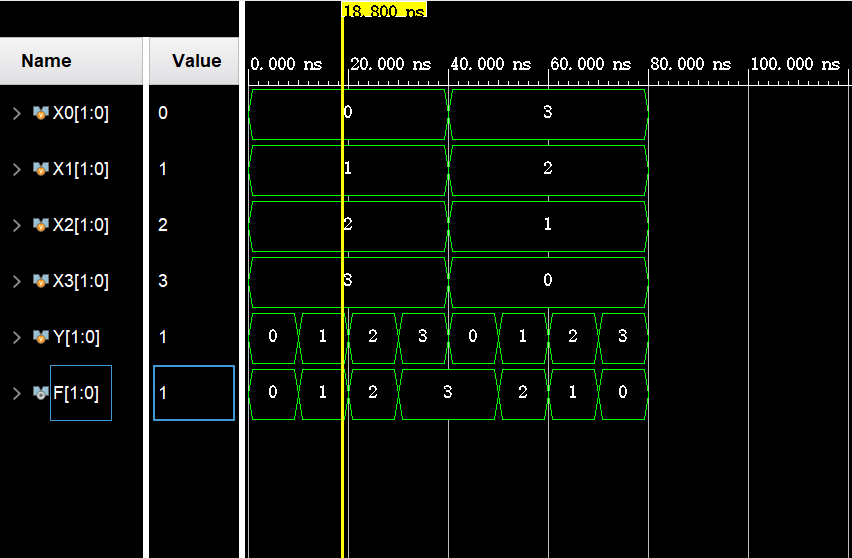 18.800 ns
Name Value
0.000 ns 20.000 ns 40.000 ns 60.000 ns 80.000 ns 100.000 ns
X0[1:0] 0 0 3
X1[1:0] 1 1 2
X2[1:0] 2 2 1
X3[1:0] 3 3 0
Y[1:0] 1 0 1 2 3 0 1 2 3
F[1:0] 1 0 1 2 3 2 1 0